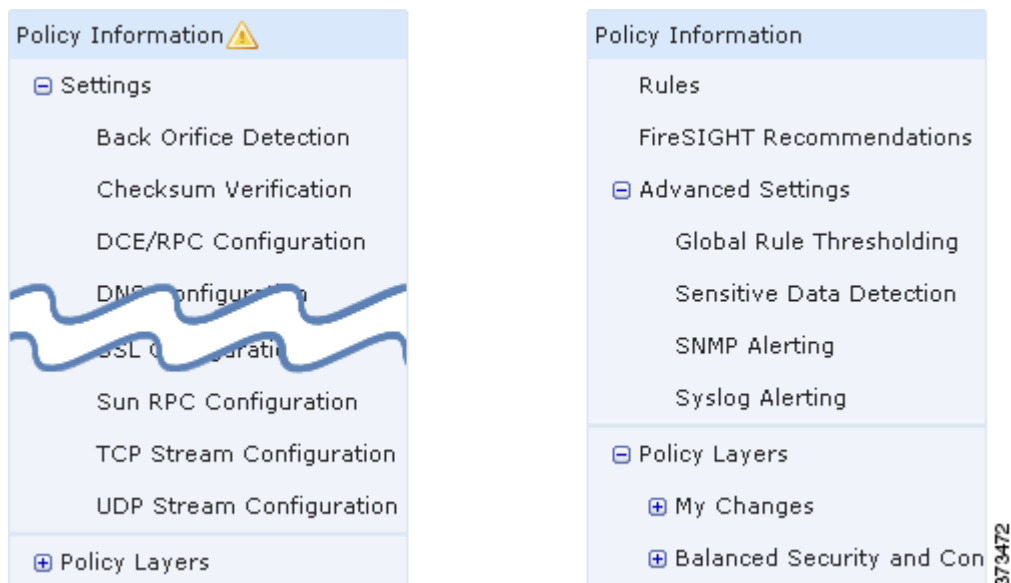 Policy Information
Settings
Back Orifice Detection
Checksum Verification
DCE/RPC Configuration
Sun RPC Configuration
TCP Stream Configuration
UDP Stream Configuration
Policy Layers
Policy Information
Rules
FireSIGHT Recommendations
Advanced Settings
Global Rule Thresholding
Sensitive Data Detection
SNMP Alerting
Syslog Alerting
Policy Layers
My Changes
Balanced Security and Con
373472